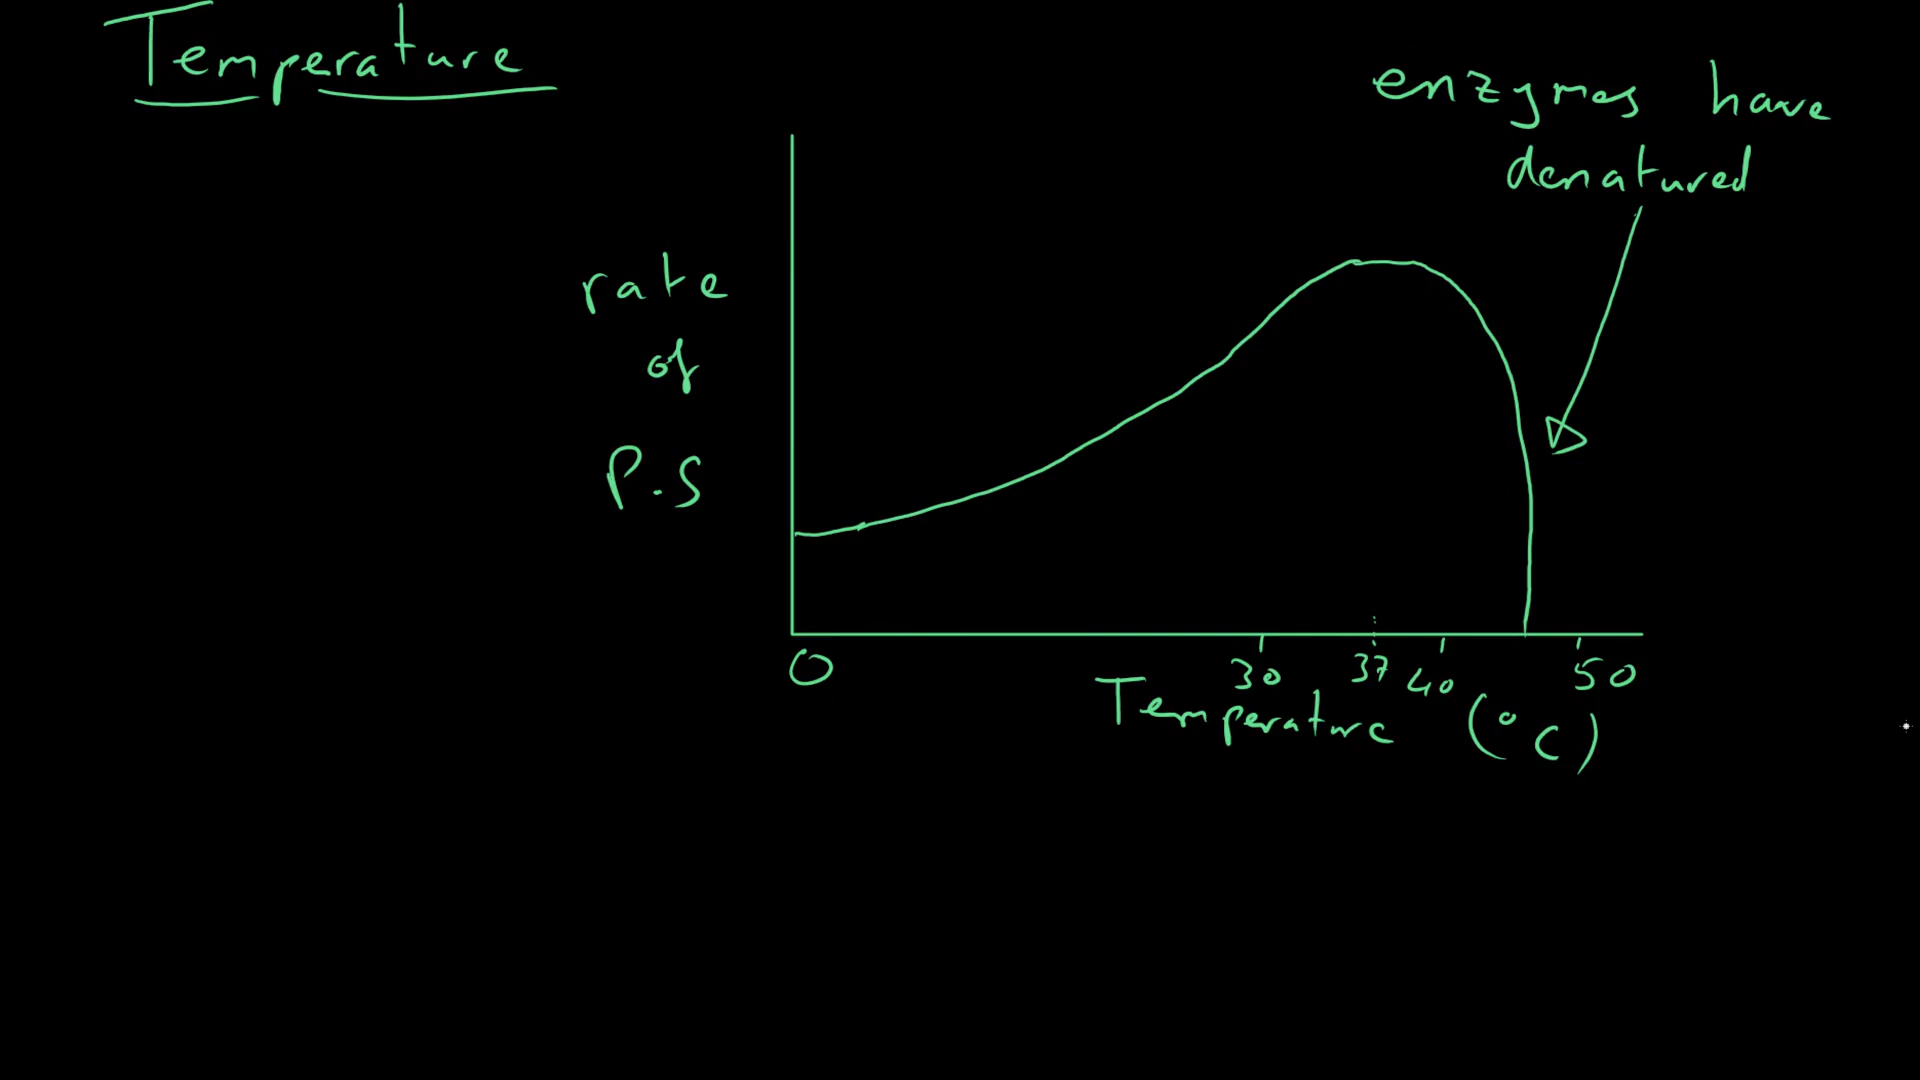 Temperature
enzymes have
denatured
rate
of
P.S
0 30 37 40 50
Temperature (°C)